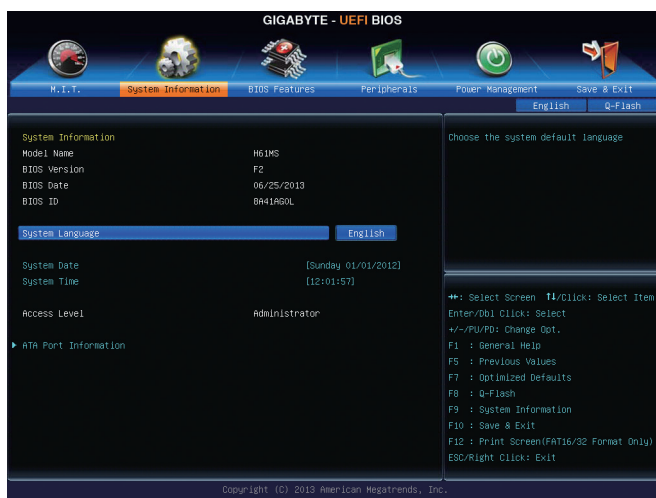 GIGABYTE - UEFI BIOS
M.I.T. System Information BIOS Features Peripherals Power Management Save & Exit
English Q-Flash
System Information
Model Name H61MS
BIOS Version F2
BIOS Date 06/25/2013
BIOS ID 8A41AG0L
System Language English
System Date [Sunday 01/01/2012]
System Time [12:01:57]
Access Level Administrator
ATA Port Information
Choose the system default language
→←: Select Screen ↑↓/Click: Select Item
Enter/Dbl Click: Select
+/-/PU/PD: Change Opt.
F1 : General Help
F5 : Previous Values
F7 : Optimized Defaults
F8 : Q-Flash
F9 : System Information
F10 : Save & Exit
F12 : Print Screen(FAT16/32 Format Only)
ESC/Right Click: Exit
Copyright (C) 2013 American Megatrends, Inc.